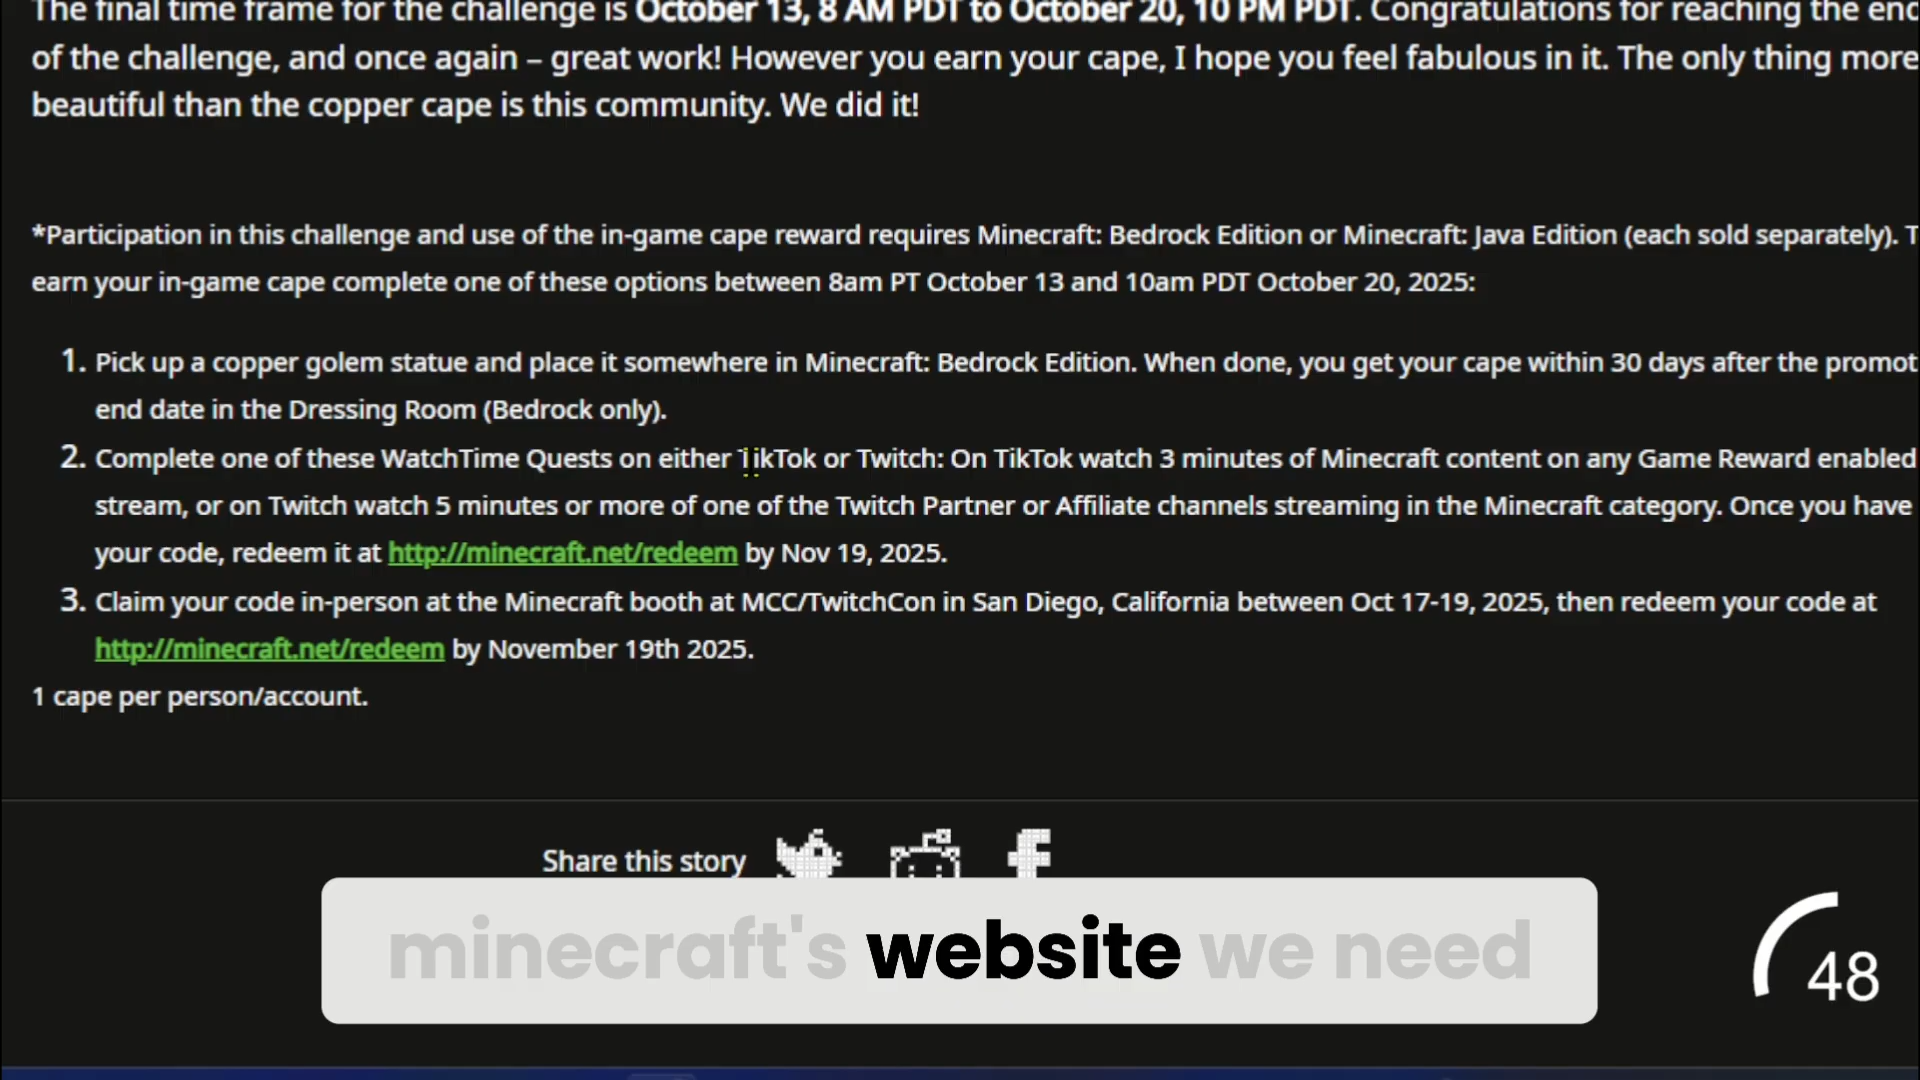 The final time frame for the challenge is October 13, 8 AM PDT to October 20, 10 PM PDT. Congratulations for reaching the end
of the challenge, and once again – great work! However you earn your cape, I hope you feel fabulous in it. The only thing more
beautiful than the copper cape is this community. We did it!
*Participation in this challenge and use of the in-game cape reward requires Minecraft: Bedrock Edition or Minecraft: Java Edition (each sold separately). T
earn your in-game cape complete one of these options between 8am PT October 13 and 10am PDT October 20, 2025:
1. Pick up a copper golem statue and place it somewhere in Minecraft: Bedrock Edition. When done, you get your cape within 30 days after the promot
end date in the Dressing Room (Bedrock only).
2. Complete one of these WatchTime Quests on either TikTok or Twitch: On TikTok watch 3 minutes of Minecraft content on any Game Reward enabled
stream, or on Twitch watch 5 minutes or more of one of the Twitch Partner or Affiliate channels streaming in the Minecraft category. Once you have
your code, redeem it at http://minecraft.net/redeem by Nov 19, 2025.
3. Claim your code in-person at the Minecraft booth at MCC/TwitchCon in San Diego, California between Oct 17-19, 2025, then redeem your code at
http://minecraft.net/redeem by November 19th 2025.
1 cape per person/account.
Share this story
minecraft's website we need
48